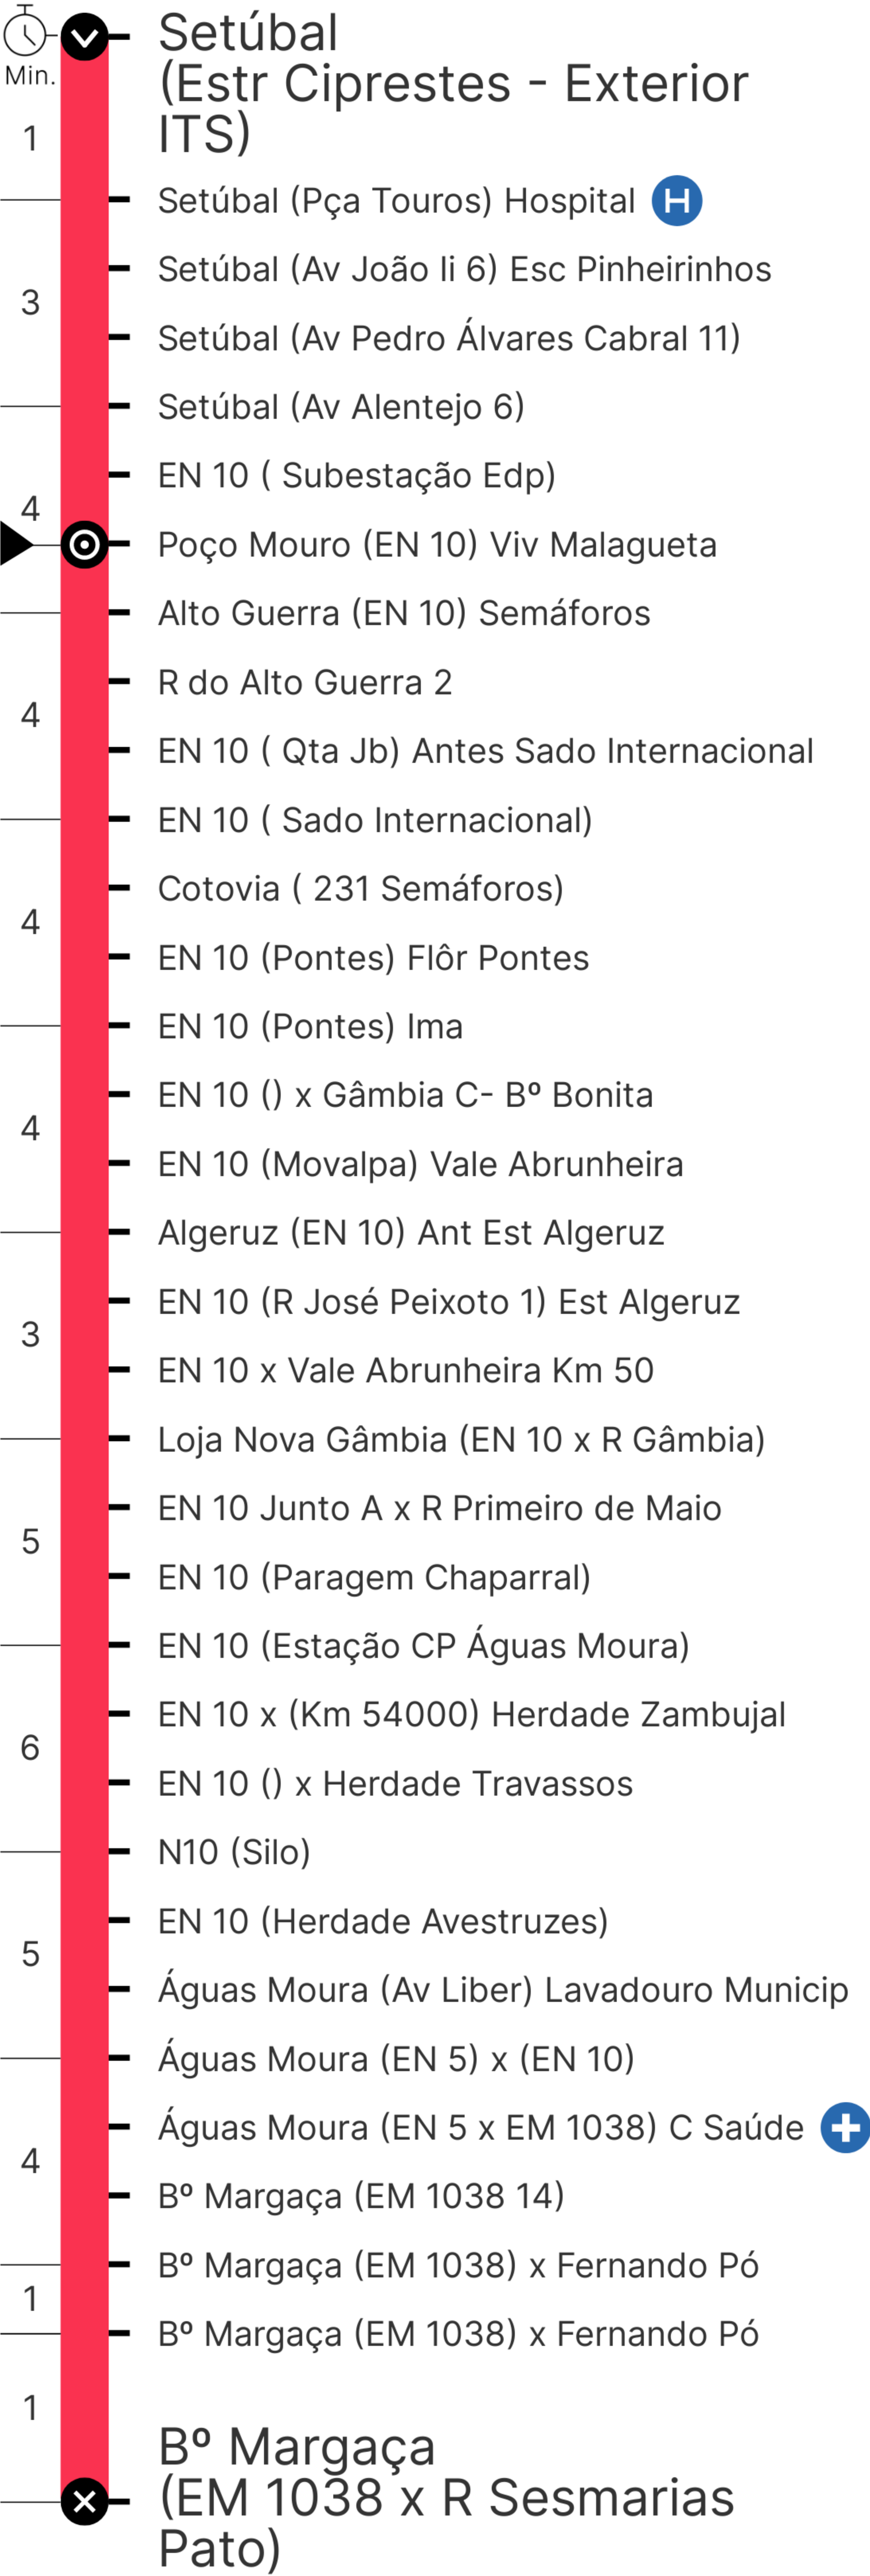 Min.
Setúbal
(Estr Ciprestes - Exterior
ITS)
1
Setúbal (Pça Touros) Hospital H
Setúbal (Av João Ii 6) Esc Pinheirinhos
3
Setúbal (Av Pedro Álvares Cabral 11)
Setúbal (Av Alentejo 6)
EN 10 ( Subestação Edp)
4
Poço Mouro (EN 10) Viv Malagueta
Alto Guerra (EN 10) Semáforos
R do Alto Guerra 2
4
EN 10 ( Qta Jb) Antes Sado Internacional
EN 10 ( Sado Internacional)
Cotovia ( 231 Semáforos)
4
EN 10 (Pontes) Flôr Pontes
EN 10 (Pontes) Ima
EN 10 () x Gâmbia C- Bº Bonita
4
EN 10 (Movalpa) Vale Abrunheira
Algeruz (EN 10) Ant Est Algeruz
EN 10 (R José Peixoto 1) Est Algeruz
3
EN 10 x Vale Abrunheira Km 50
Loja Nova Gâmbia (EN 10 x R Gâmbia)
EN 10 Junto A x R Primeiro de Maio
5
EN 10 (Paragem Chaparral)
EN 10 (Estação CP Águas Moura)
EN 10 x (Km 54000) Herdade Zambujal
6
EN 10 () x Herdade Travassos
N10 (Silo)
EN 10 (Herdade Avestruzes)
5
Águas Moura (Av Liber) Lavadouro Municip
Águas Moura (EN 5) x (EN 10)
Águas Moura (EN 5 x EM 1038) C Saúde
4
Bº Margaça (EM 1038 14)
Bº Margaça (EM 1038) x Fernando Pó
1
Bº Margaça (EM 1038) x Fernando Pó
1
Bº Margaça
(EM 1038 x R Sesmarias
Pato)